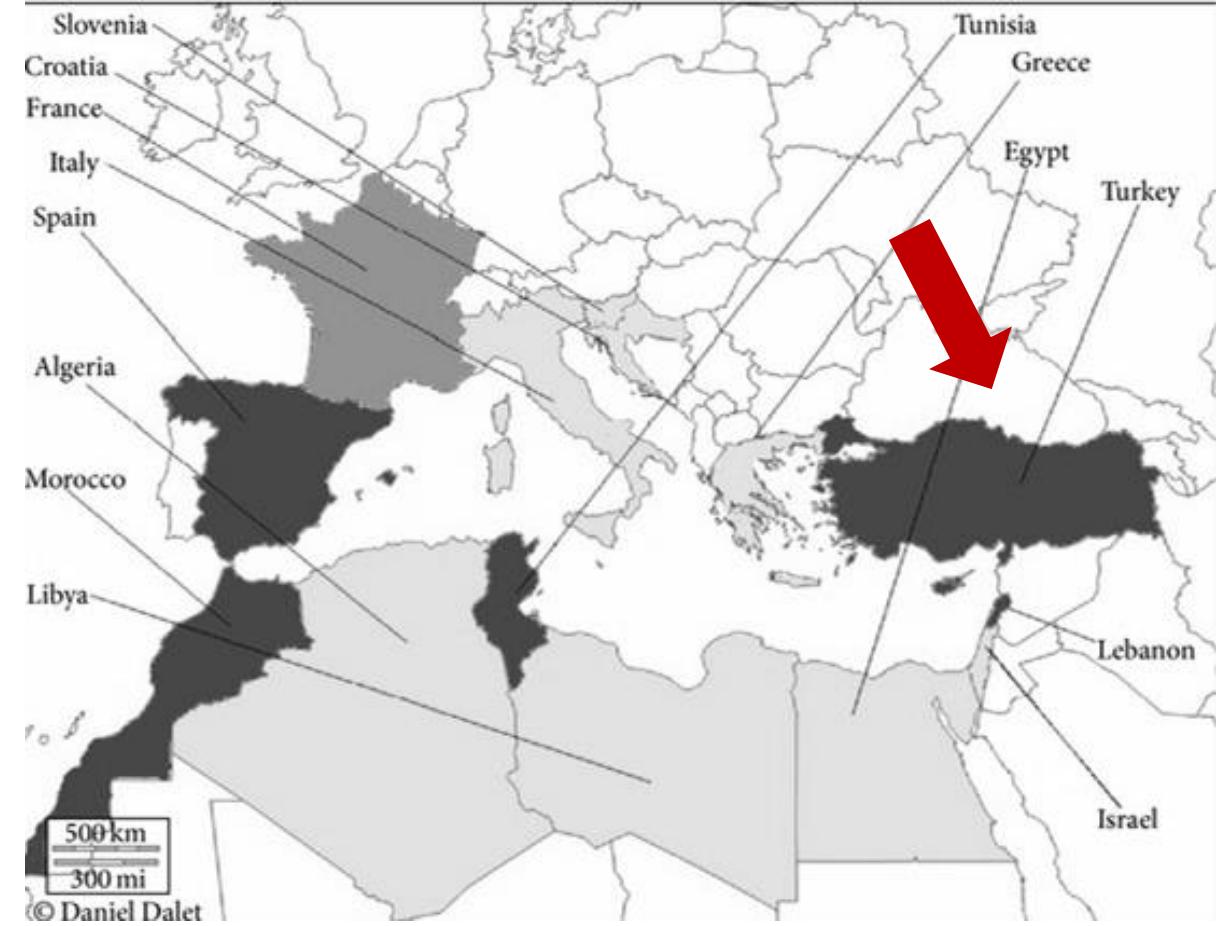 Slovenia
Croatia
France
Italy
Spain
Algeria
Morocco
Libya
Tunisia
Greece
Egypt
Turkey
Lebanon
Israel
500 km
300 mi
© Daniel Dalet